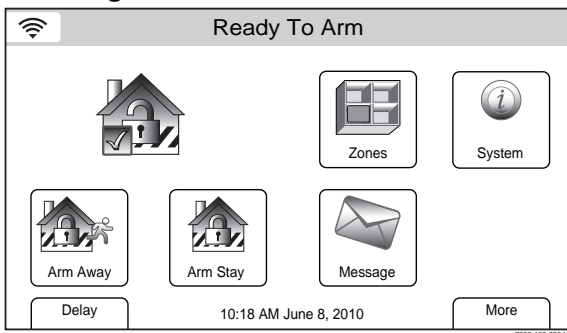 Ready To Arm
Zones
System
Arm Away
Arm Stay
Message
Delay
10:18 AM June 8, 2010
More